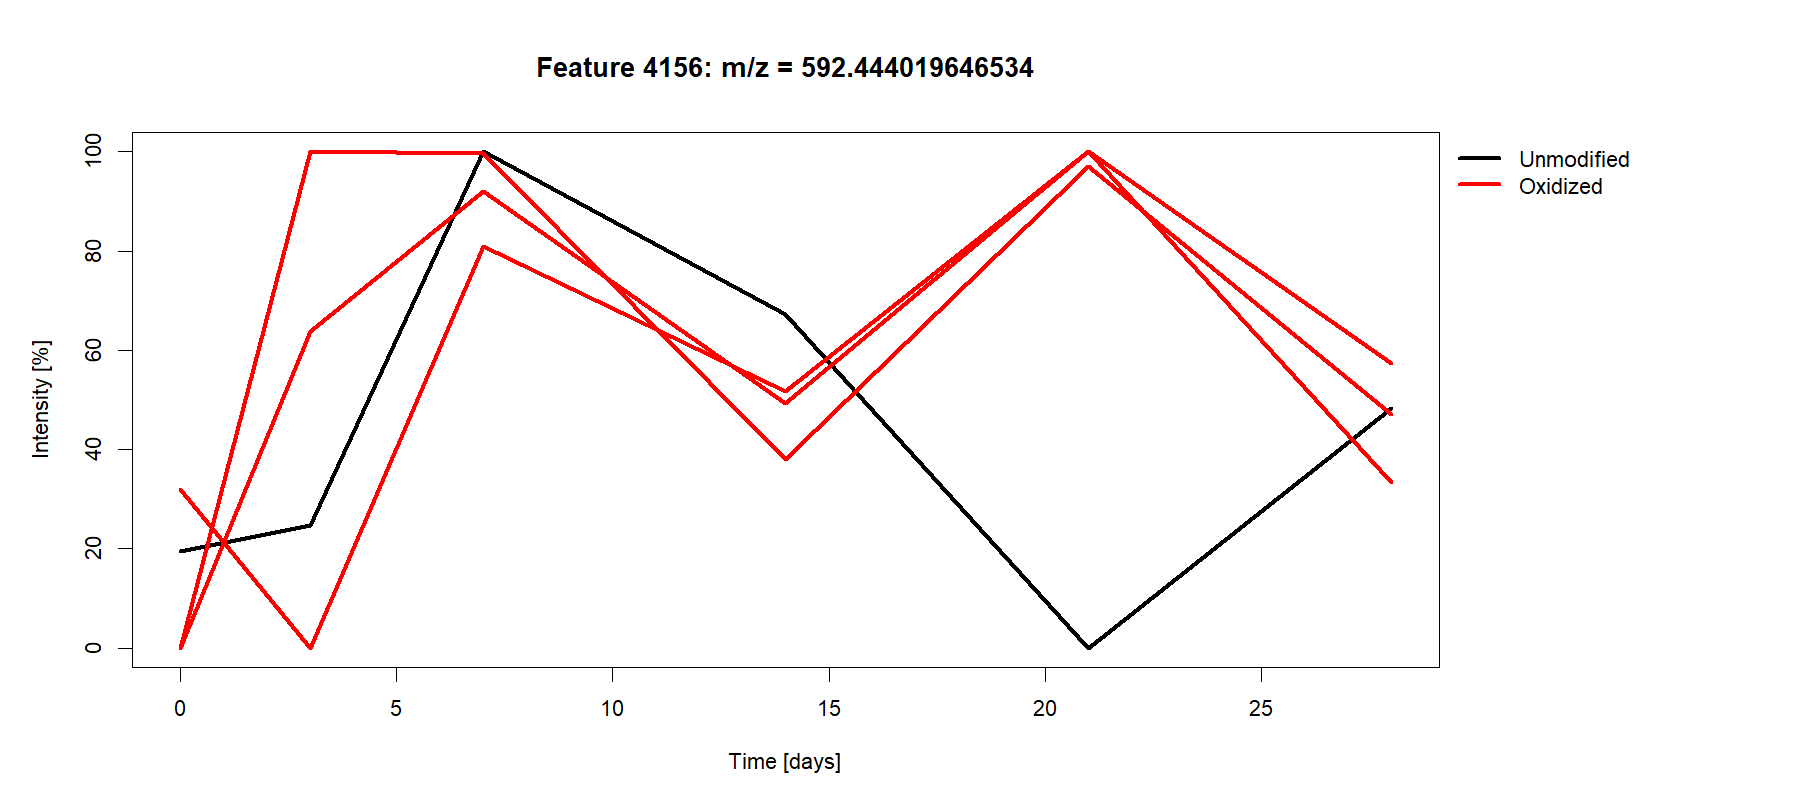 Feature 4156: m/z = 592.444019646534
Unmodified
Oxidized
Intensity [%]
100
80
60
40
20
0
0 5 10 15 20 25
Time [days]